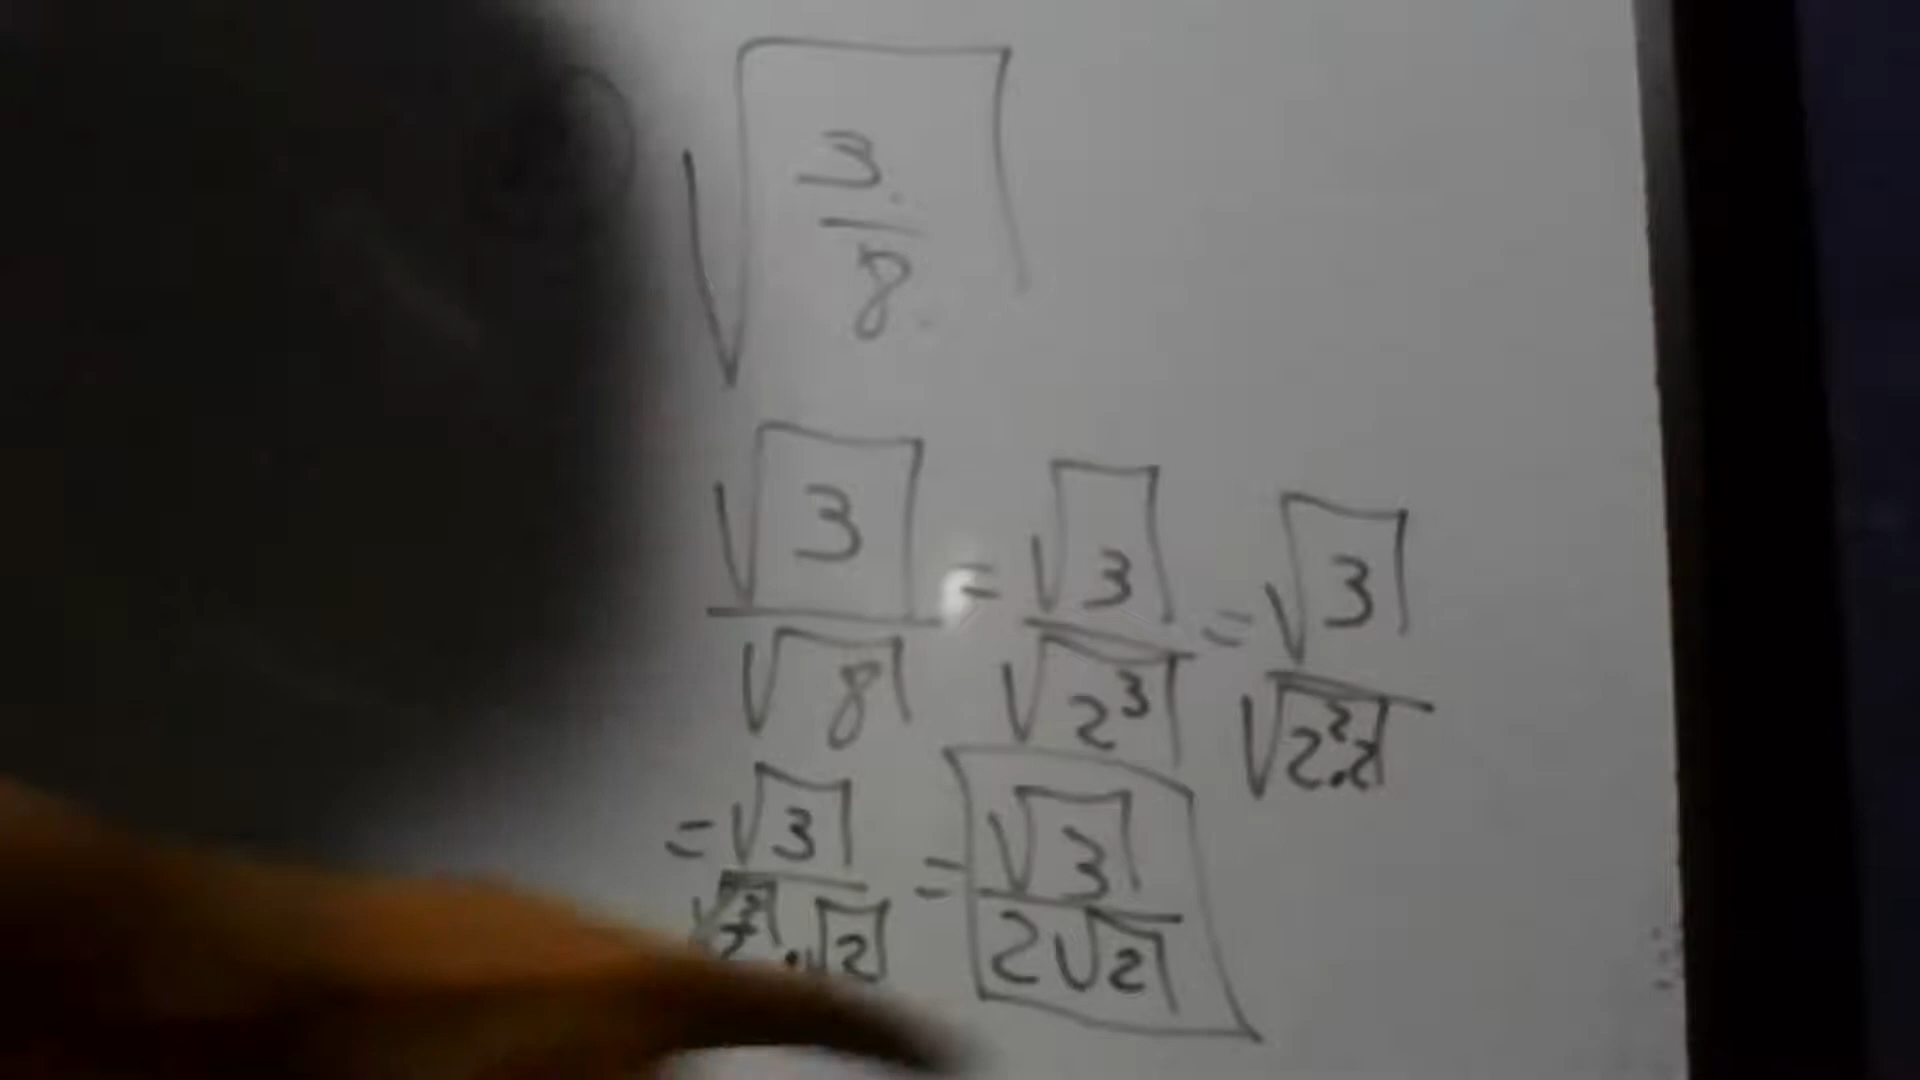 √(3/8)
√3/√8 = √3/√(2³) = √3/√(2²·2)
= √3/(√(2²)·√2) = √3/(2√2)